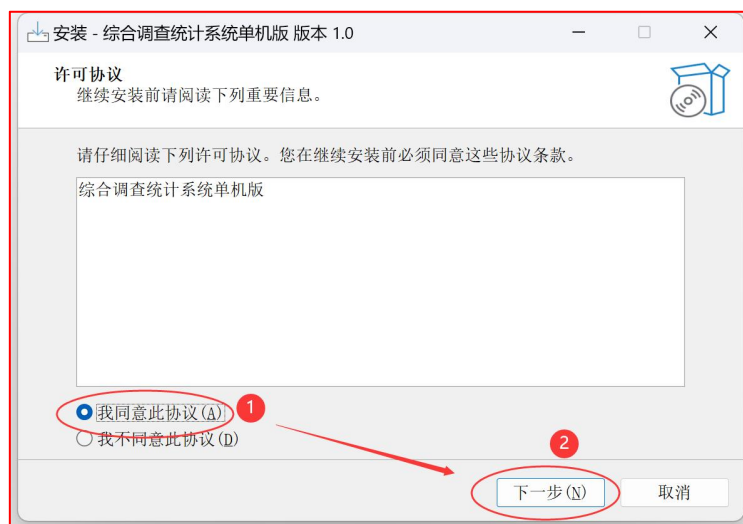 安装 - 综合调查统计系统单机版 版本 1.0
许可协议
继续安装前请阅读下列重要信息。
请仔细阅读下列许可协议。您在继续安装前必须同意这些协议条款。
综合调查统计系统单机版
我同意此协议(A)
1
我不同意此协议(D)
2
下一步(N)
取消